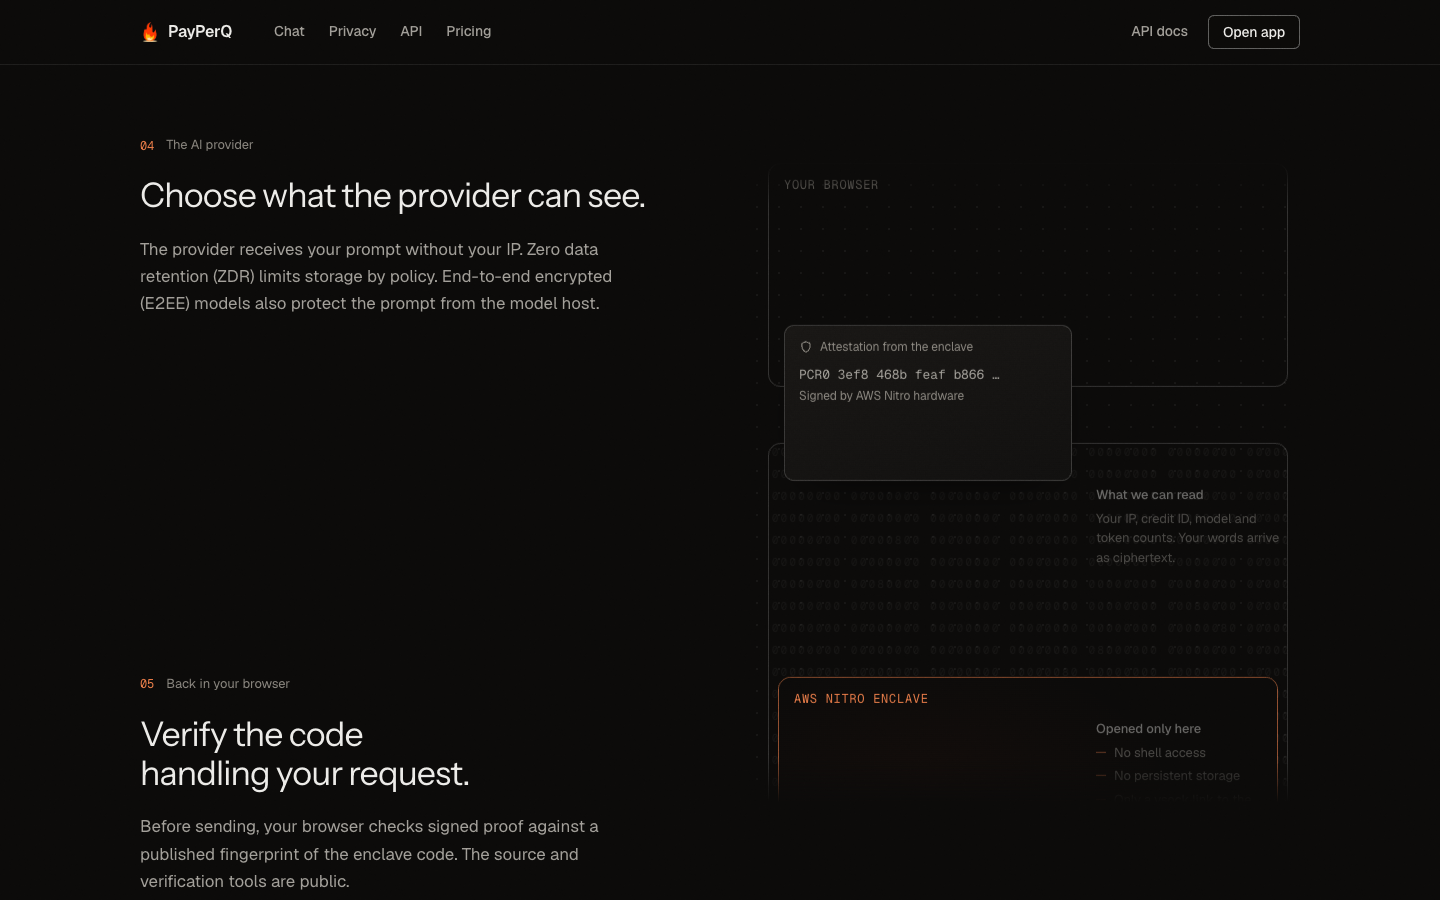 PayPerQ
Chat
Privacy
API
Pricing
API docs
Open app
04 The AI provider
Choose what the provider can see.
The provider receives your prompt without your IP. Zero data
retention (ZDR) limits storage by policy. End-to-end encrypted
(E2EE) models also protect the prompt from the model host.
05 Back in your browser
Verify the code
handling your request.
Before sending, your browser checks signed proof against a
published fingerprint of the enclave code. The source and
verification tools are public.
YOUR BROWSER
Attestation from the enclave
PCR0 3ef8 468b feaf b866 …
Signed by AWS Nitro hardware
What we can read
Your IP, credit ID, model and
token counts. Your words arrive
as ciphertext.
AWS NITRO ENCLAVE
Opened only here
— No shell access
— No persistent storage